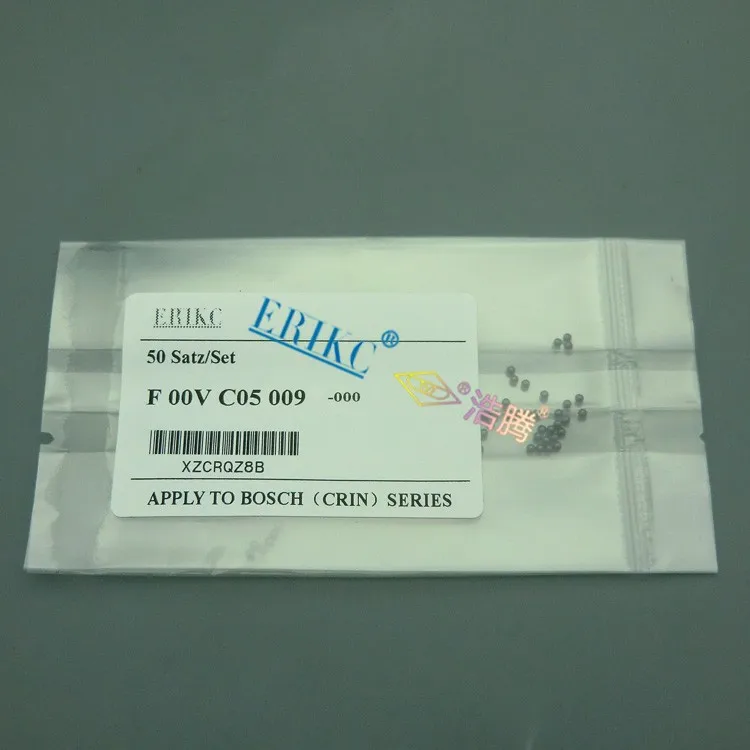 ERIKC
ERIKC®
50 Satz/Set
F 00V C05 009 -000
®浩腾®
XZCRQZ8B
APPLY TO BOSCH（CRIN）SERIES